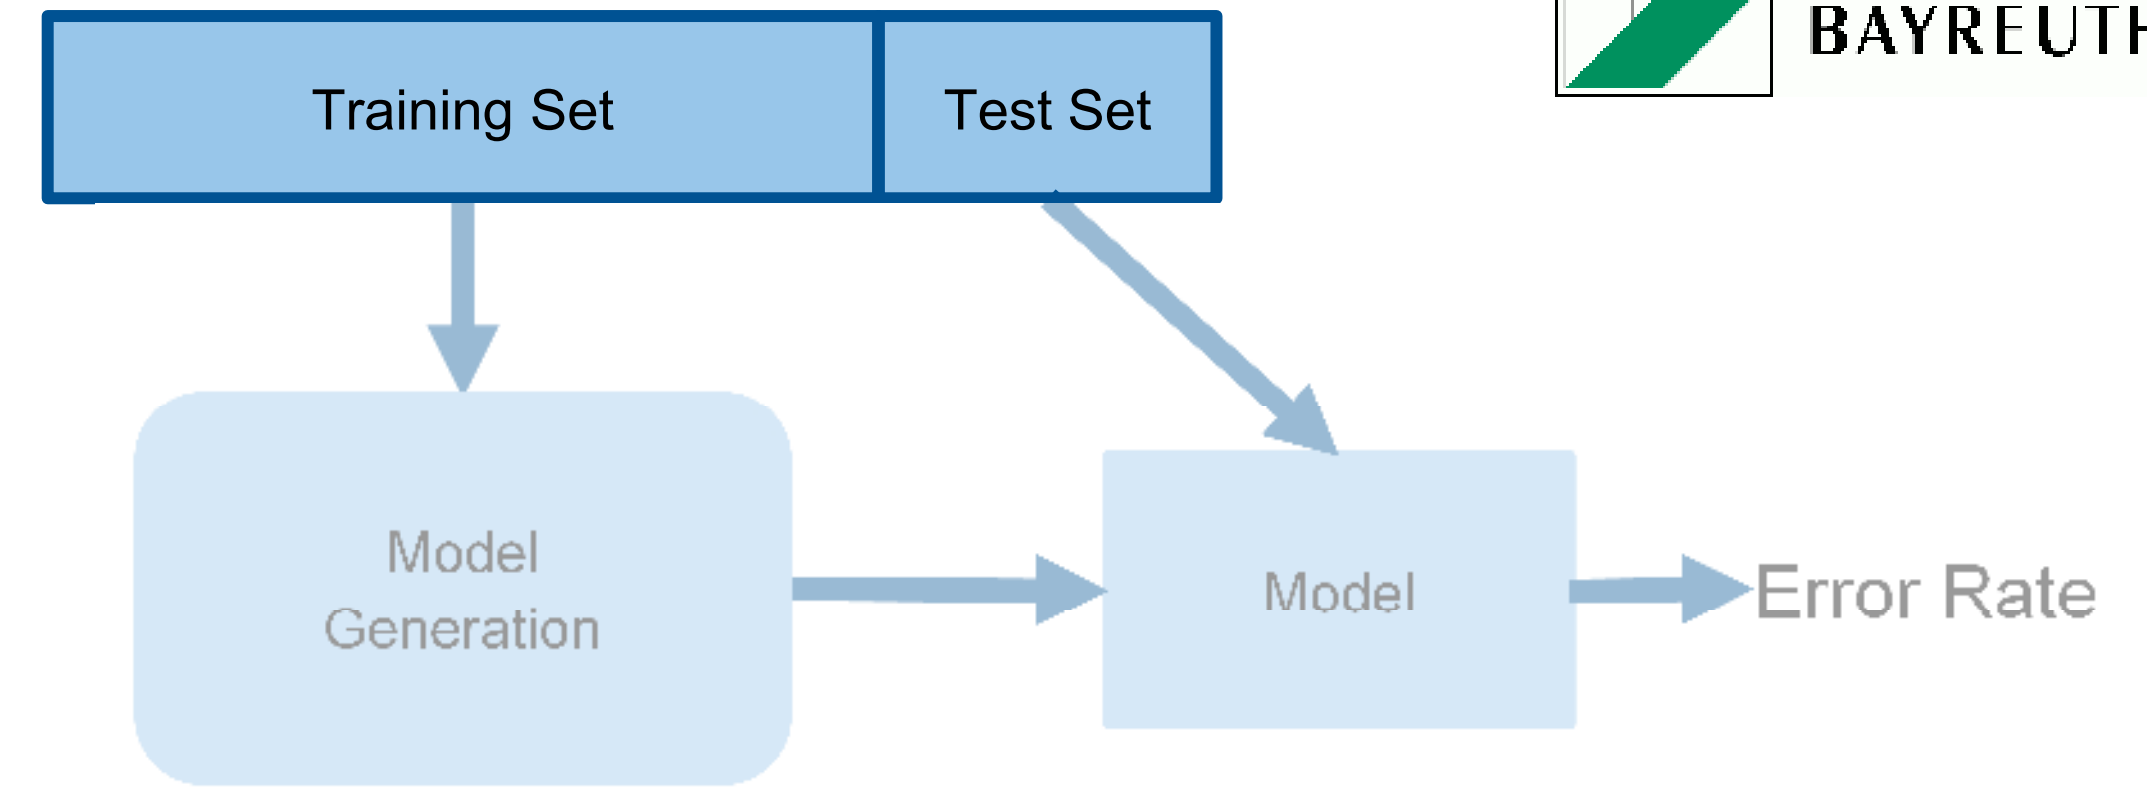 BAYREUTH
Training Set
Test Set
Model
Generation
Model
Error Rate